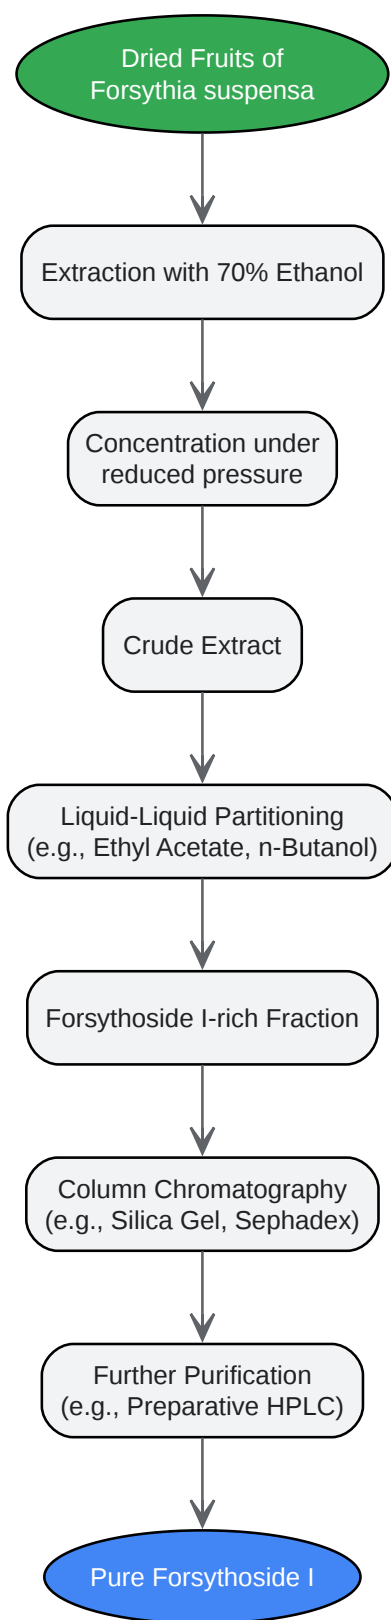 Dried Fruits of
Forsythia suspensa
Extraction with 70% Ethanol
Concentration under
reduced pressure
Crude Extract
Liquid-Liquid Partitioning
(e.g., Ethyl Acetate, n-Butanol)
Forsythoside I-rich Fraction
Column Chromatography
(e.g., Silica Gel, Sephadex)
Further Purification
(e.g., Preparative HPLC)
Pure Forsythoside I